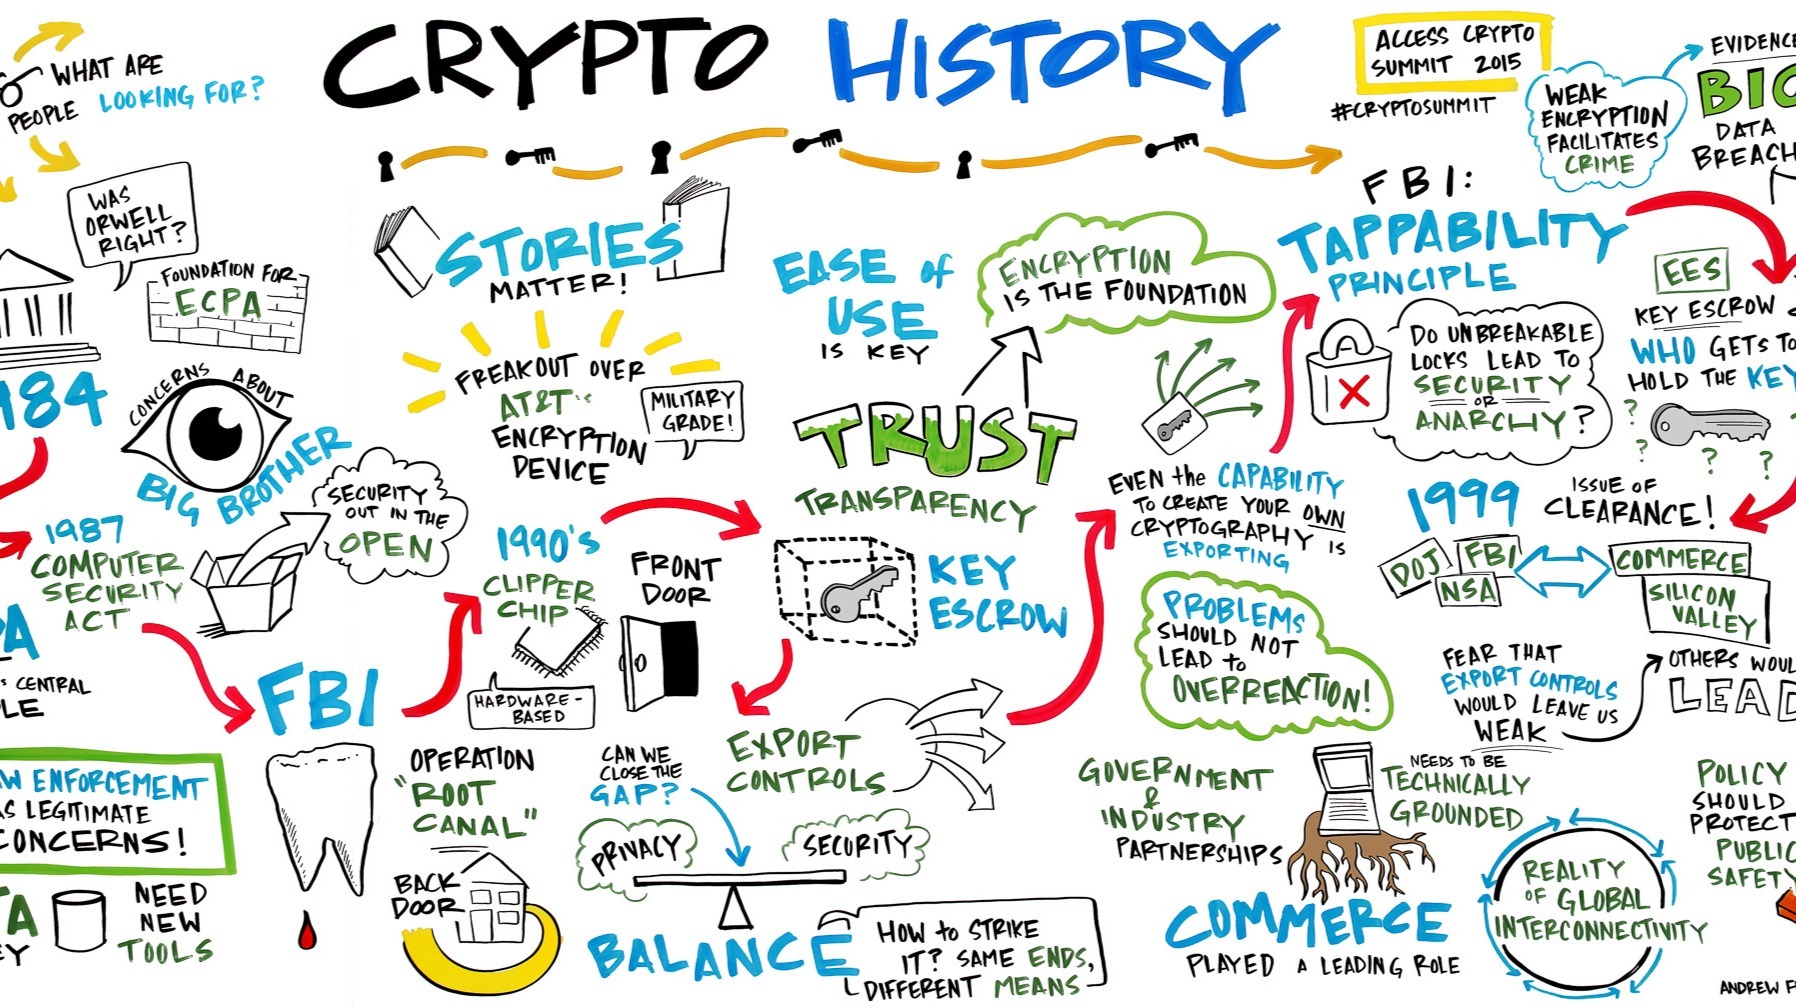 CRYPTO HISTORY
WHAT ARE
PEOPLE LOOKING FOR?
WAS
ORWELL
RIGHT?
FOUNDATION FOR
ECPA
184
CONCERNS ABOUT
BIG BROTHER
SECURITY
OUT IN THE
OPEN
1987
COMPUTER
SECURITY
ACT
CENTRAL
FBI
ENFORCEMENT
LEGITIMATE
CONCERNS!
NEED
NEW
TOOLS
STORIES
MATTER!
FREAKOUT OVER
AT&T'S
ENCRYPTION
DEVICE
MILITARY
GRADE!
1990's
CLIPPER
CHIP
HARDWARE-
BASED
FRONT
DOOR
OPERATION
"ROOT
CANAL"
BACK
DOOR
CAN WE
CLOSE THE
GAP?
PRIVACY
SECURITY
BALANCE
HOW to STRIKE
IT? SAME ENDS,
DIFFERENT MEANS
EASE of
USE
IS KEY
ENCRYPTION
IS THE FOUNDATION
TRUST
TRANSPARENCY
KEY
ESCROW
EXPORT
CONTROLS
EVEN the CAPABILITY
TO CREATE YOUR OWN
CRYPTOGRAPHY IS
EXPORTING
PROBLEMS
SHOULD NOT
LEAD to
OVERREACTION!
GOVERNMENT
&
INDUSTRY
PARTNERSHIPS
NEEDS TO BE
TECHNICALLY
GROUNDED
COMMERCE
PLAYED A LEADING ROLE
ACCESS CRYPTO
SUMMIT 2015
#CRYPTOSUMMIT
WEAK
ENCRYPTION
FACILITATES
CRIME
EVIDENCE
DATA
BREACH
FBI:
TAPPABILITY
PRINCIPLE
DO UNBREAKABLE
LOCKS LEAD TO
SECURITY
OR
ANARCHY?
EES
KEY ESCROW
WHO GETS TO
HOLD THE KEY
? ? ? ?
1999
ISSUE OF
CLEARANCE!
DOJ FBI
NSA
COMMERCE
SILICON
VALLEY
FEAR THAT
EXPORT CONTROLS
WOULD LEAVE US
WEAK
OTHERS
LEAD
REALITY
OF GLOBAL
INTERCONNECTIVITY
POLICY
SHOULD
PROTECT
PUBLIC
SAFETY
ANDREW